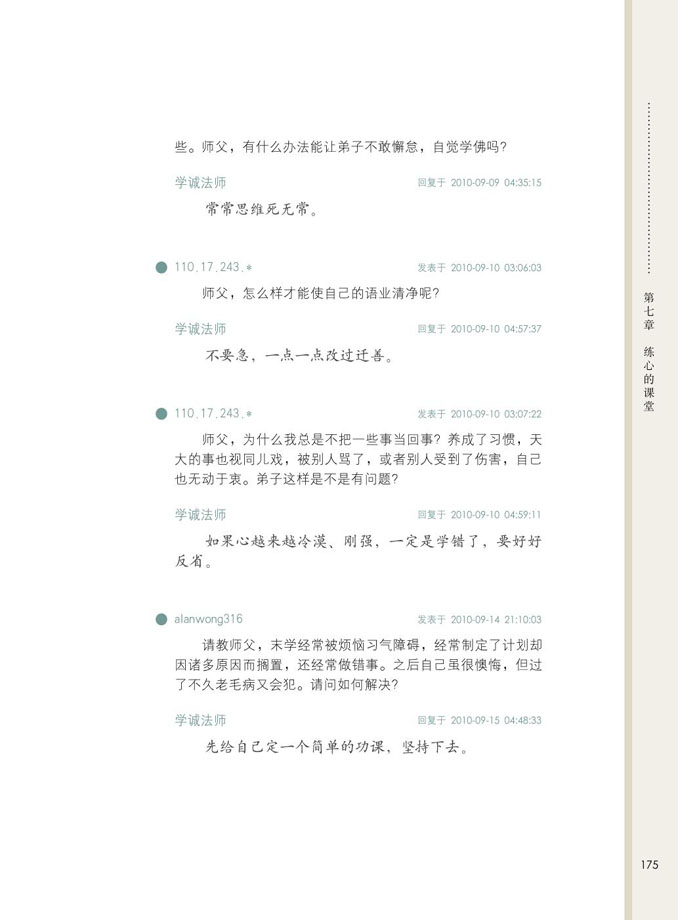 些。师父，有什么办法能让弟子不敢懈怠，自觉学佛吗？
学诚法师 回复于 2010-09-09 04:35:15
常常思维死无常。
110.17.243.* 发表于 2010-09-10 03:06:03
师父，怎么样才能使自己的语业清净呢？
学诚法师 回复于 2010-09-10 04:57:37
不要急，一点一点改过迁善。
110.17.243.* 发表于 2010-09-10 03:07:22
师父，为什么我总是不把一些事当回事？养成了习惯，天
大的事也视同儿戏，被别人骂了，或者别人受到了伤害，自己
也无动于衷。弟子这样是不是有问题？
学诚法师 回复于 2010-09-10 04:59:11
如果心越来越冷漠、刚强，一定是学错了，要好好
反省。
alanwong316 发表于 2010-09-14 21:10:03
请教师父，末学经常被烦恼习气障碍，经常制定了计划却
因诸多原因而搁置，还经常做错事。之后自己虽很懊悔，但过
了不久老毛病又会犯。请问如何解决？
学诚法师 回复于 2010-09-15 04:48:33
先给自己定一个简单的功课，坚持下去。
第七章 练心的课堂
175